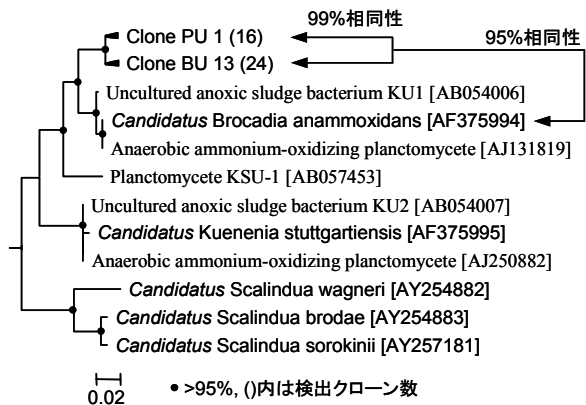 Clone PU 1 (16)
99%相同性
95%相同性
Clone BU 13 (24)
Uncultured anoxic sludge bacterium KU1 [AB054006]
Candidatus Brocadia anammoxidans [AF375994]
Anaerobic ammonium-oxidizing planctomycete [AJ131819]
Planctomycete KSU-1 [AB057453]
Uncultured anoxic sludge bacterium KU2 [AB054007]
Candidatus Kuenenia stuttgartiensis [AF375995]
Anaerobic ammonium-oxidizing planctomycete [AJ250882]
Candidatus Scalindua wagneri [AY254882]
Candidatus Scalindua brodae [AY254883]
Candidatus Scalindua sorokinii [AY257181]
0.02
● >95%, ()内は検出クローン数